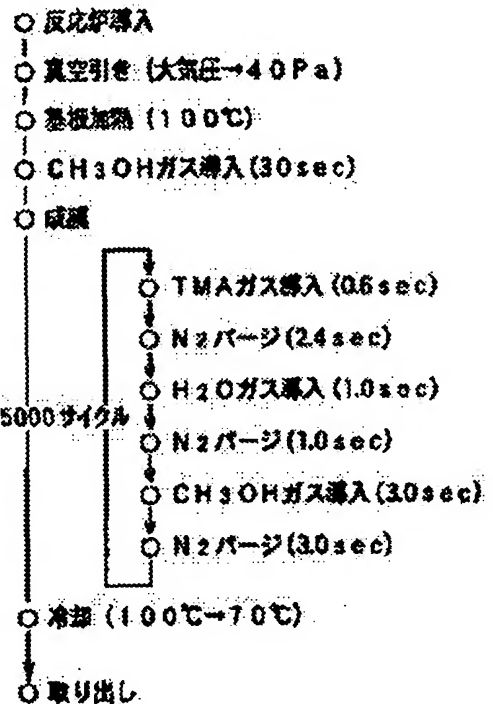 反応炉導入
真空引き (大気圧→40Pa)
基板加熱 (100℃)
CH3OHガス導入(30sec)
成膜
TMAガス導入(0.6sec)
N2パージ(2.4sec)
H2Oガス導入(1.0sec)
5000サイクル
N2パージ(1.0sec)
CH3OHガス導入(3.0sec)
N2パージ(3.0sec)
冷却 (100℃→70℃)
取り出し